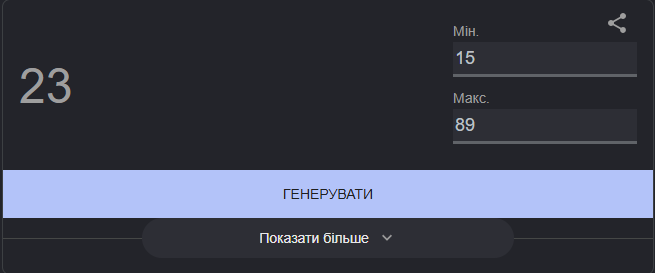 23
Мін.
15
Макс.
89
ГЕНЕРУВАТИ
Показати більше